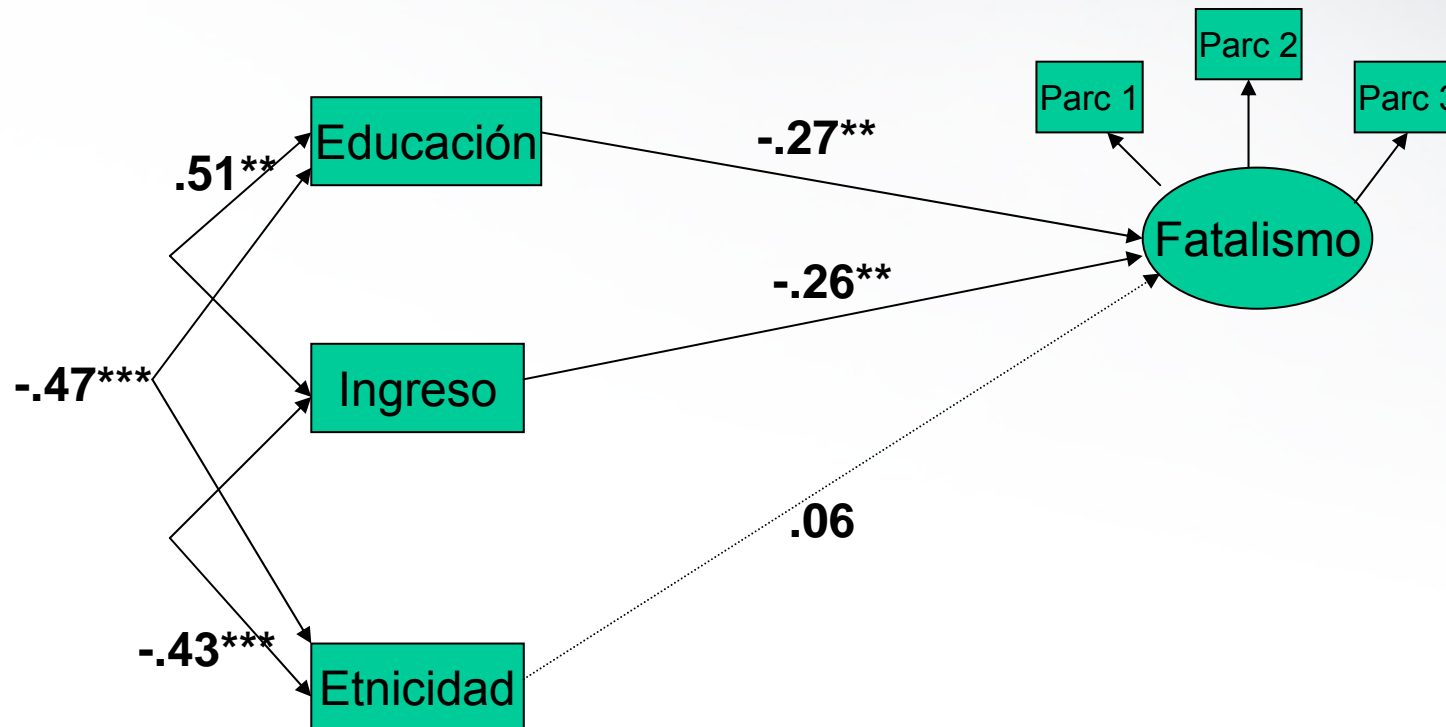 Parc 2
Parc 1
Parc 3
Educación
.51**
-.27**
Fatalismo
-.26**
-.47***
Ingreso
.06
-.43***
Etnicidad